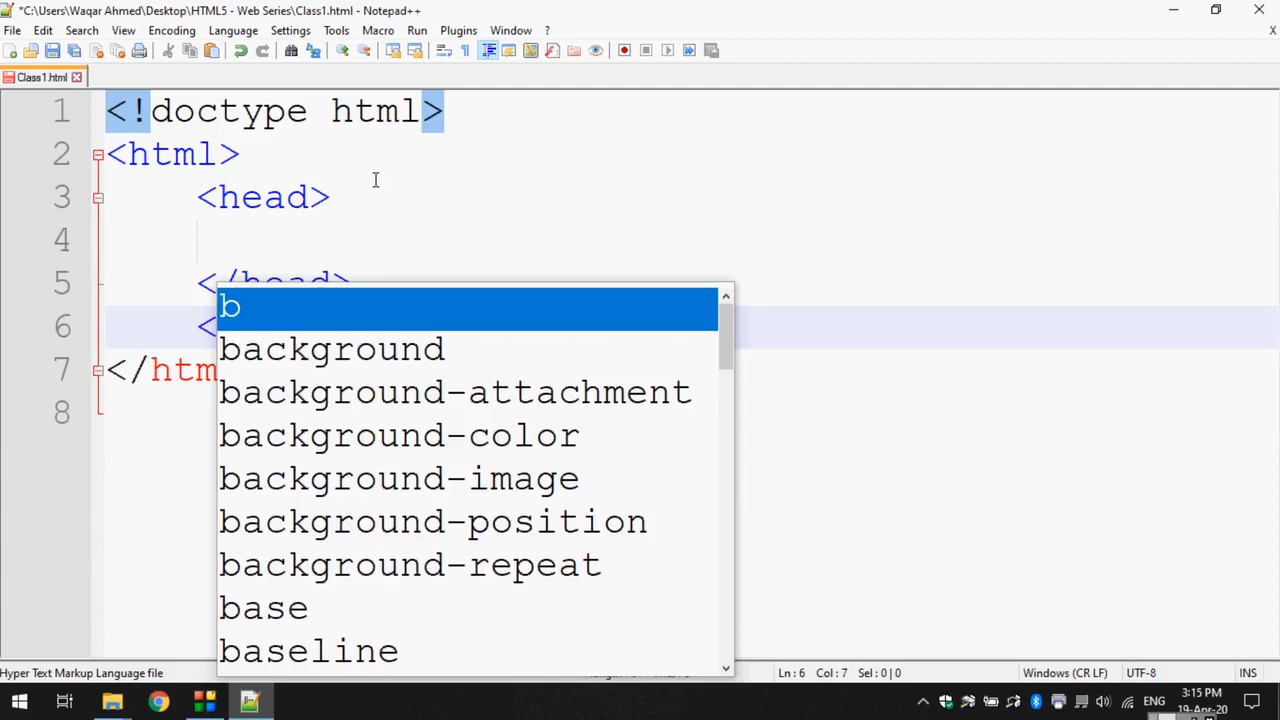 *C:\Users\Waqar Ahmed\Desktop\HTML5 - Web Series\Class1.html - Notepad++
File Edit Search View Encoding Language Settings Tools Macro Run Plugins Window ? X
Class1.html
1 <!doctype html>
2 <html>
3 <head>
4
5 </head>
6 <
7 </htm
8
b
background
background-attachment
background-color
background-image
background-position
background-repeat
base
baseline
Hyper Text Markup Language file Ln : 6 Col : 7 Sel : 0 | 0 Windows (CR LF) UTF-8 INS
ENG 3:15 PM
19-Apr-20